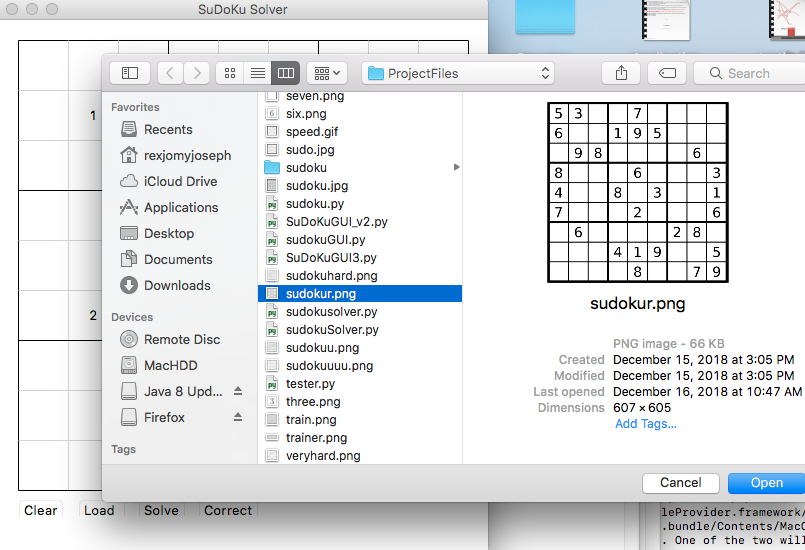 SuDoKu Solver
ProjectFiles
Search
1
2
Favorites
Recents
rexjomyjoseph
iCloud Drive
Applications
Desktop
Documents
Downloads
Devices
Remote Disc
MacHDD
Java 8 Upd...
Firefox
Tags
seven.png
six.png
speed.gif
sudo.jpg
sudoku
sudoku.jpg
sudoku.py
SuDoKuGUI_v2.py
sudokuGUI.py
SuDoKuGUI3.py
sudokuhard.png
sudokur.png
sudokusolver.py
sudokuSolver.py
sudokuu.png
sudokuuuu.png
tester.py
three.png
train.png
trainer.png
veryhard.png
5 3 7
6 1 9 5
9 8 6
8 6 3
4 8 3 1
7 2 6
6 2 8
4 1 9 5
8 7 9
sudokur.png
PNG image - 66 KB
Created December 15, 2018 at 3:05 PM
Modified December 15, 2018 at 3:05 PM
Last opened December 16, 2018 at 10:47 AM
Dimensions 607 × 605
Add Tags...
Cancel Open
Clear Load Solve Correct
leProvider.framework/
.bundle/Contents/MacO
. One of the two will